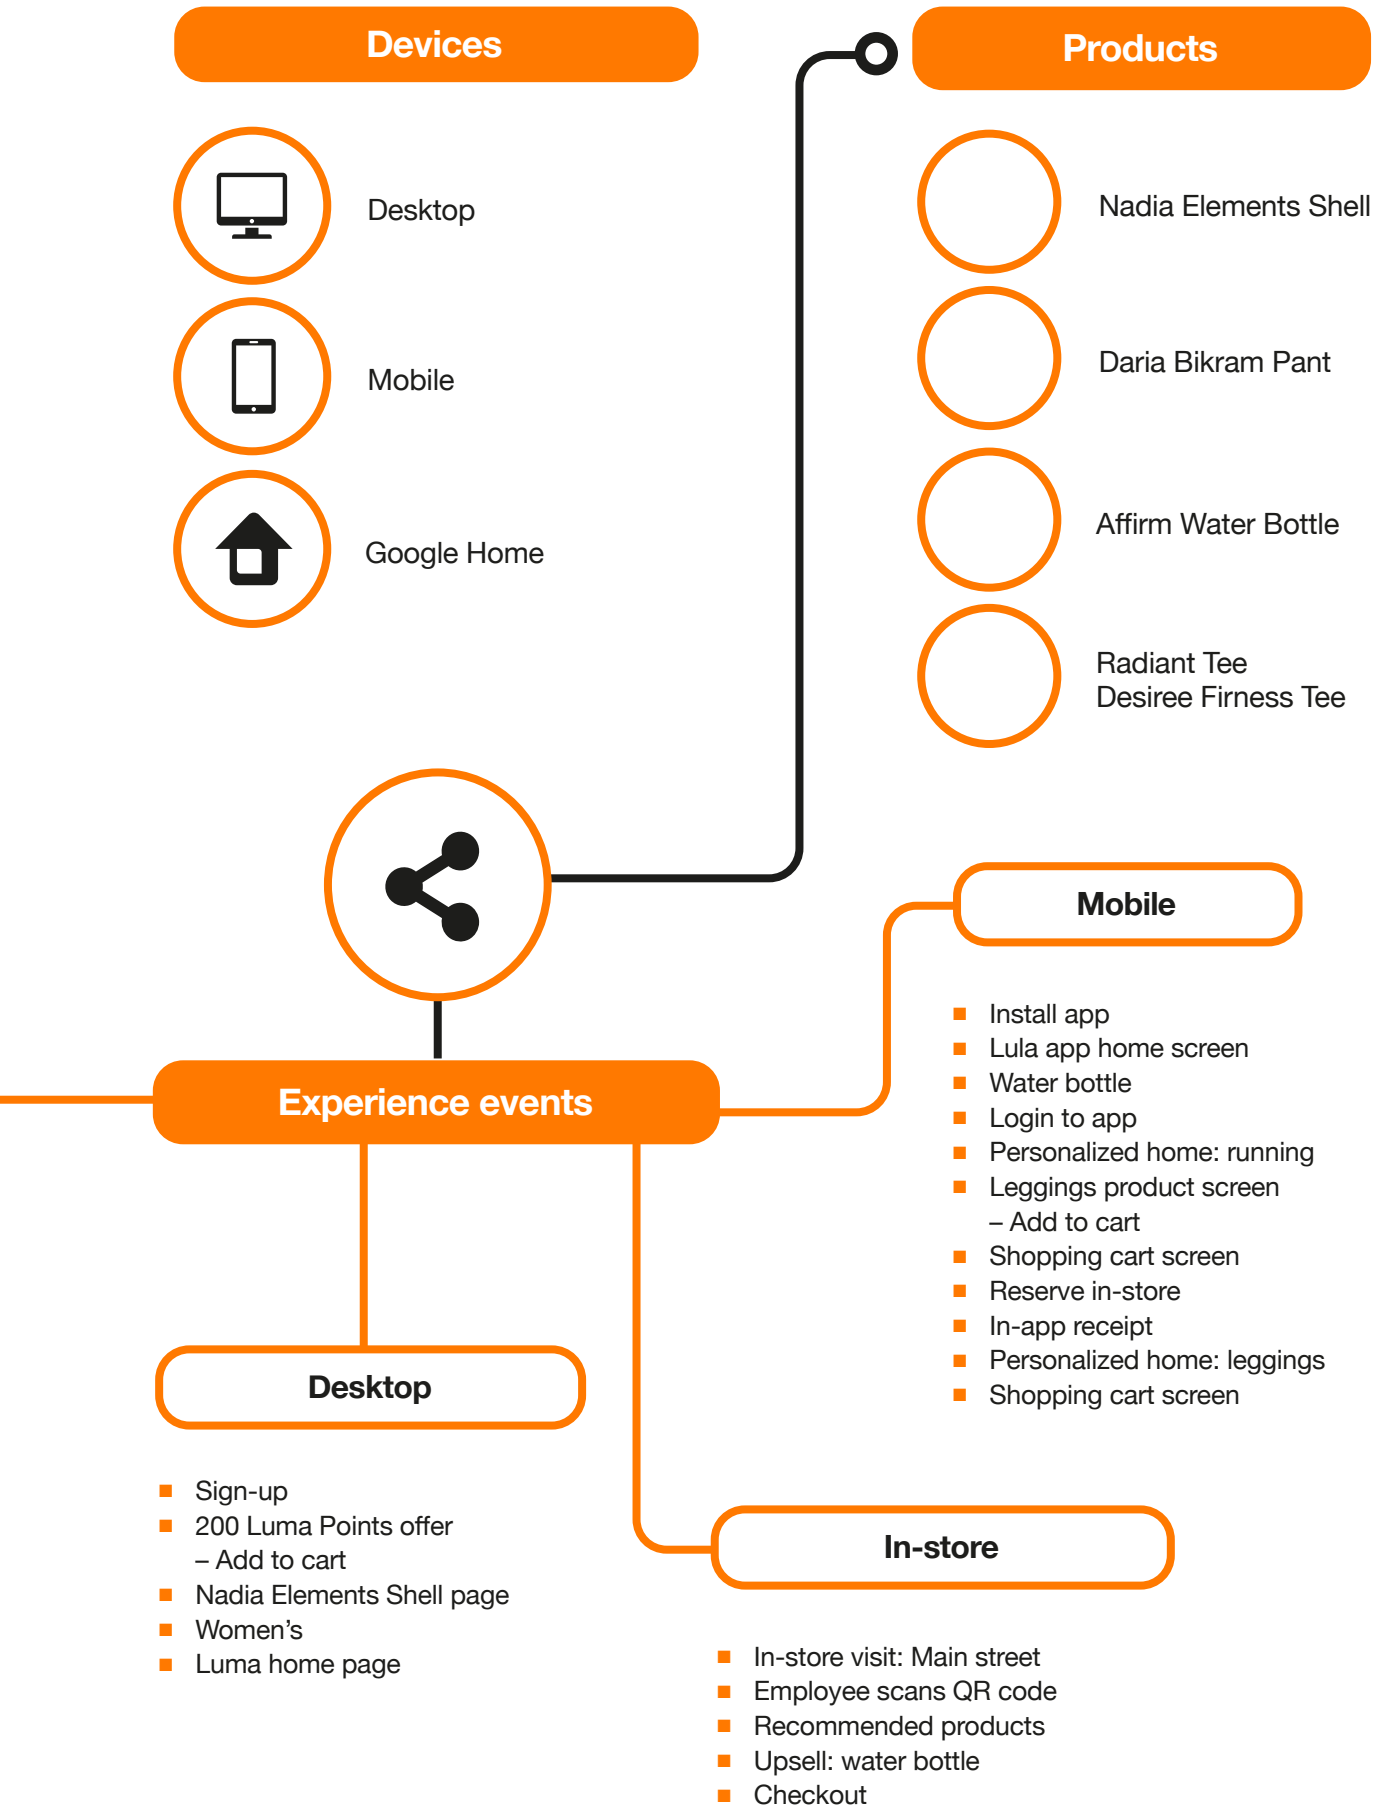 Devices
Desktop
Mobile
Google Home
Products
Nadia Elements Shell
Daria Bikram Pant
Affirm Water Bottle
Radiant Tee
Desiree Firness Tee
Experience events
Mobile
Install app
Lula app home screen
Water bottle
Login to app
Personalized home: running
Leggings product screen
– Add to cart
Shopping cart screen
Reserve in-store
In-app receipt
Personalized home: leggings
Shopping cart screen
Desktop
Sign-up
200 Luma Points offer
– Add to cart
Nadia Elements Shell page
Women’s
Luma home page
In-store
In-store visit: Main street
Employee scans QR code
Recommended products
Upsell: water bottle
Checkout